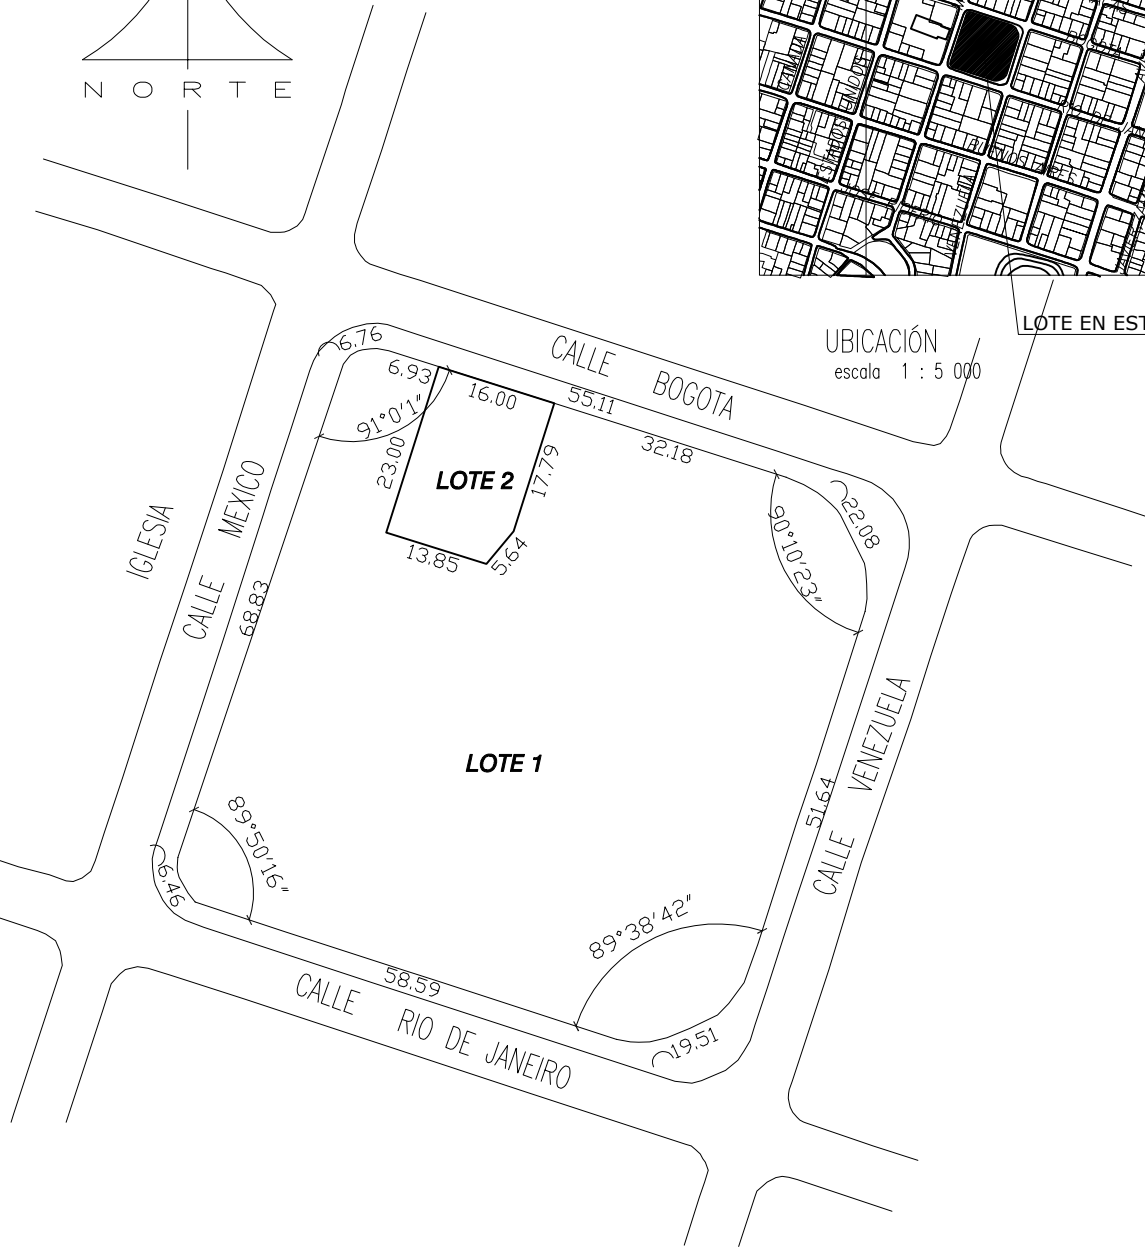 NORTE
CANADA
BUENOS AIRES
LOTE EN EST
UBICACIÓN
escala 1 : 5 000
CALLE BOGOTA
6.76
6.93
16.00
55.11
32.18
91°0'1"
23.00
LOTE 2
17.79
13.85
5.64
22.08
90°10'23"
IGLESIA
CALLE MEXICO
68.83
LOTE 1
CALLE VENEZUELA
51.64
89°50'16"
6.46
89°38'42"
58.59
19.51
CALLE RIO DE JANEIRO